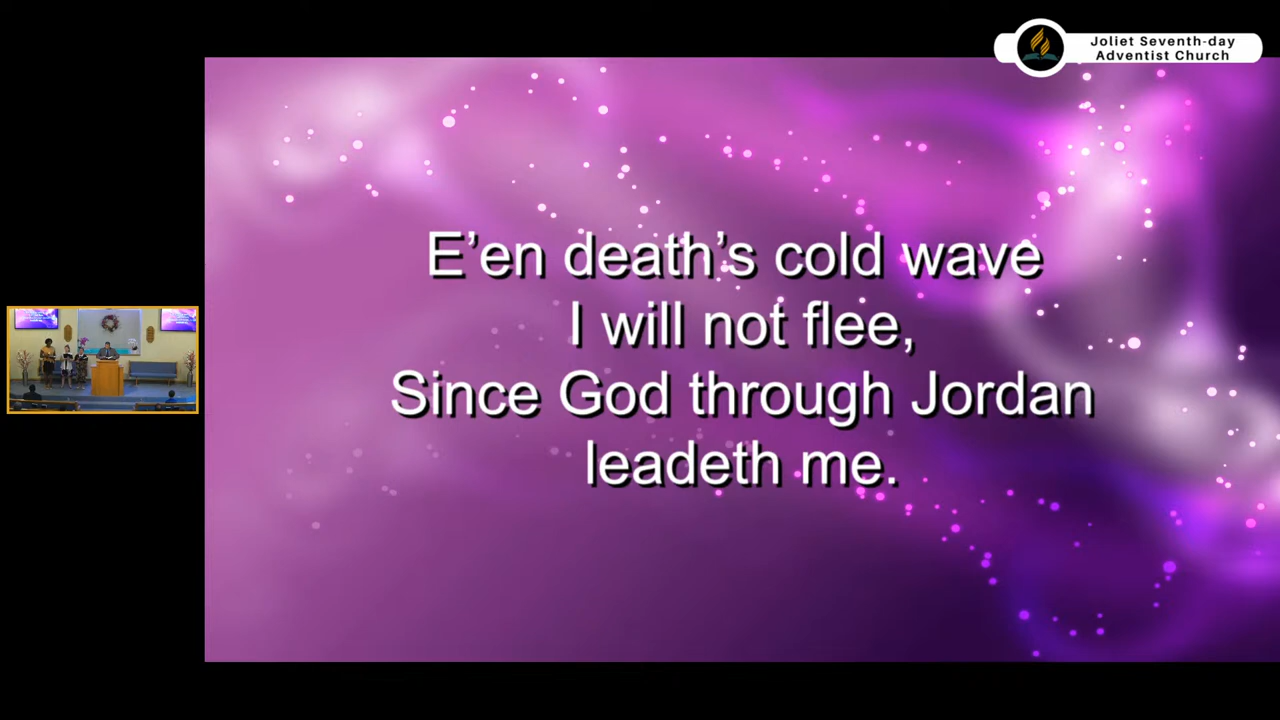 Joliet Seventh-day
Adventist Church
E’en death’s cold wave
I will not flee,
Since God through Jordan
leadeth me.